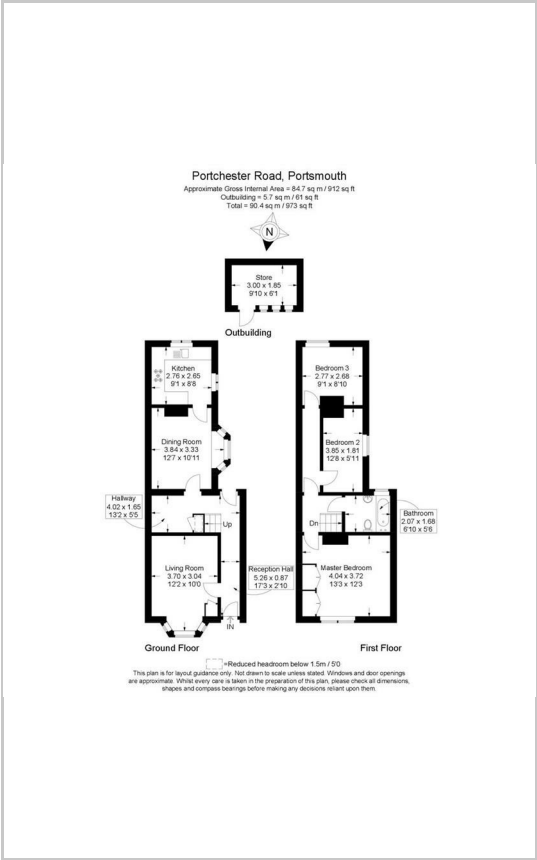 Portchester Road, Portsmouth
Approximate Gross Internal Area = 84.7 sq m / 912 sq ft
Outbuilding = 5.7 sq m / 61 sq ft
Total = 90.4 sq m / 973 sq ft
N
Store
3.00 x 1.85
9'10 x 6'1
Outbuilding
Kitchen
2.76 x 2.65
9'1 x 8'8
Dining Room
3.84 x 3.33
12'7 x 10'11
Hallway
4.02 x 1.65
13'2 x 5'5
Up
Living Room
3.70 x 3.04
12'2 x 10'0
Reception Hall
5.26 x 0.87
17'3 x 2'10
IN
Ground Floor
Bedroom 3
2.77 x 2.68
9'1 x 8'10
Bedroom 2
3.85 x 1.81
12'8 x 5'11
Dn
Bathroom
2.07 x 1.68
6'10 x 5'6
Master Bedroom
4.04 x 3.72
13'3 x 12'3
First Floor
=Reduced headroom below 1.5m / 5'0
This plan is for layout guidance only. Not drawn to scale unless stated. Windows and door openings
are approximate. Whilst every care is taken in the preparation of this plan, please check all dimensions,
shapes and compass bearings before making any decisions reliant upon them.